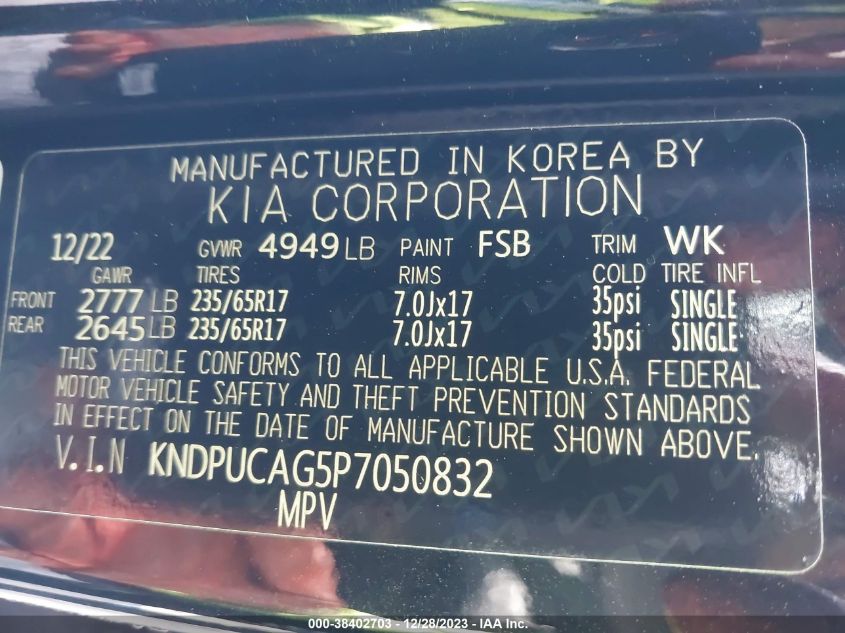 MANUFACTURED IN KOREA BY
KIA CORPORATION
12/22 GVWR 4949 LB PAINT FSB TRIM WK
GAWR TIRES RIMS COLD TIRE INFL
FRONT 2777 LB 235/65R17 7.0Jx17 35psi SINGLE
REAR 2645 LB 235/65R17 7.0Jx17 35psi SINGLE
THIS VEHICLE CONFORMS TO ALL APPLICABLE U.S.A. FEDERAL
MOTOR VEHICLE SAFETY AND THEFT PREVENTION STANDARDS
IN EFFECT ON THE DATE OF MANUFACTURE SHOWN ABOVE.
V.I.N KNDPUCAG5P7050832
MPV
000-38402703 - 12/28/2023 - IAA Inc.